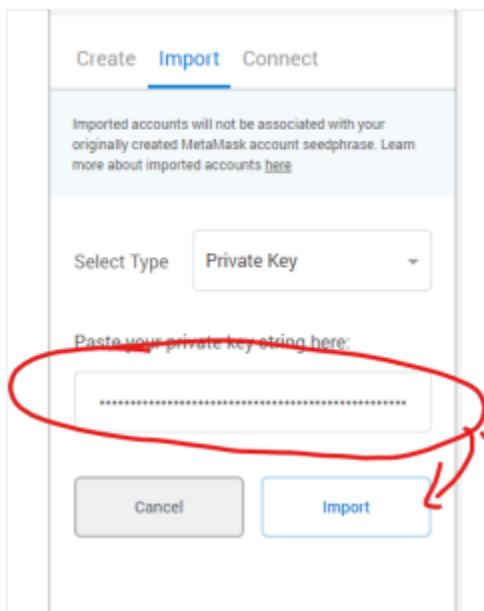 Create Import Connect
Imported accounts will not be associated with your
originally created MetaMask account seedphrase. Learn
more about imported accounts here
Select Type Private Key
Paste your private key string here:
Cancel Import